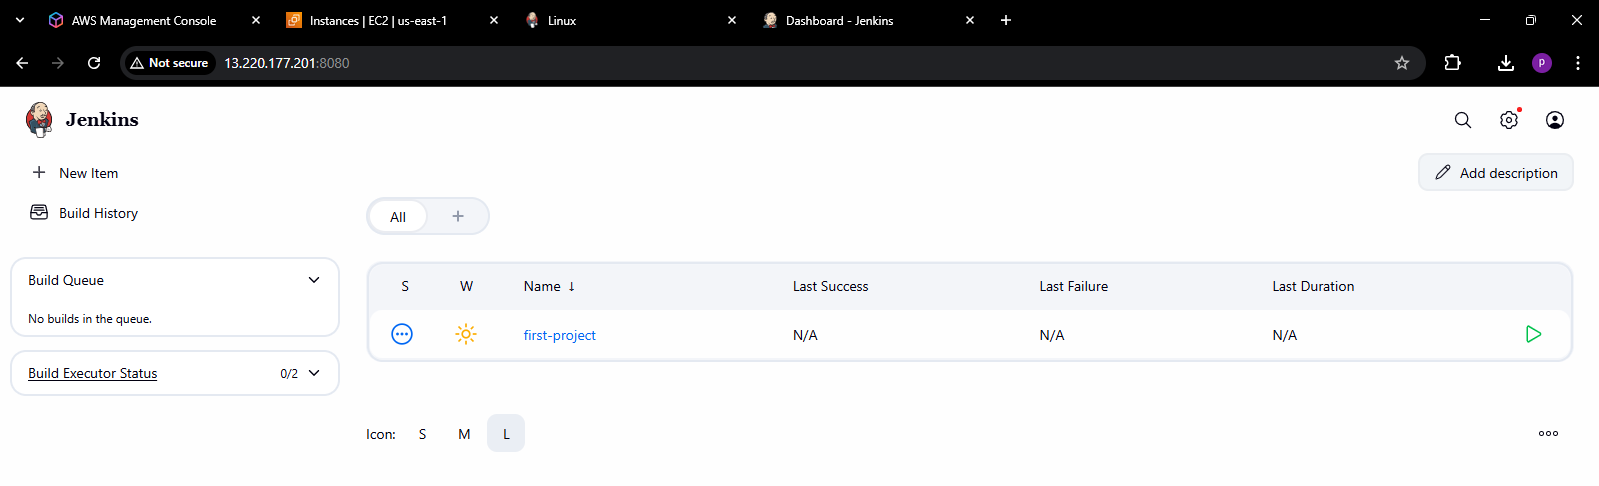 AWS Management Console
Instances | EC2 | us-east-1
Linux
Dashboard - Jenkins
Not secure
13.220.177.201:8080
P
Jenkins
New Item
Add description
Build History
All
Build Queue
No builds in the queue.
Build Executor Status 0/2
S W Name ↓ Last Success Last Failure Last Duration
first-project N/A N/A N/A
Icon: S M L